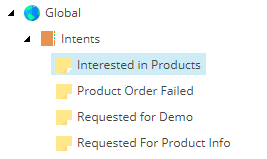 Global
Intents
Interested in Products
Product Order Failed
Requested for Demo
Requested For Product Info